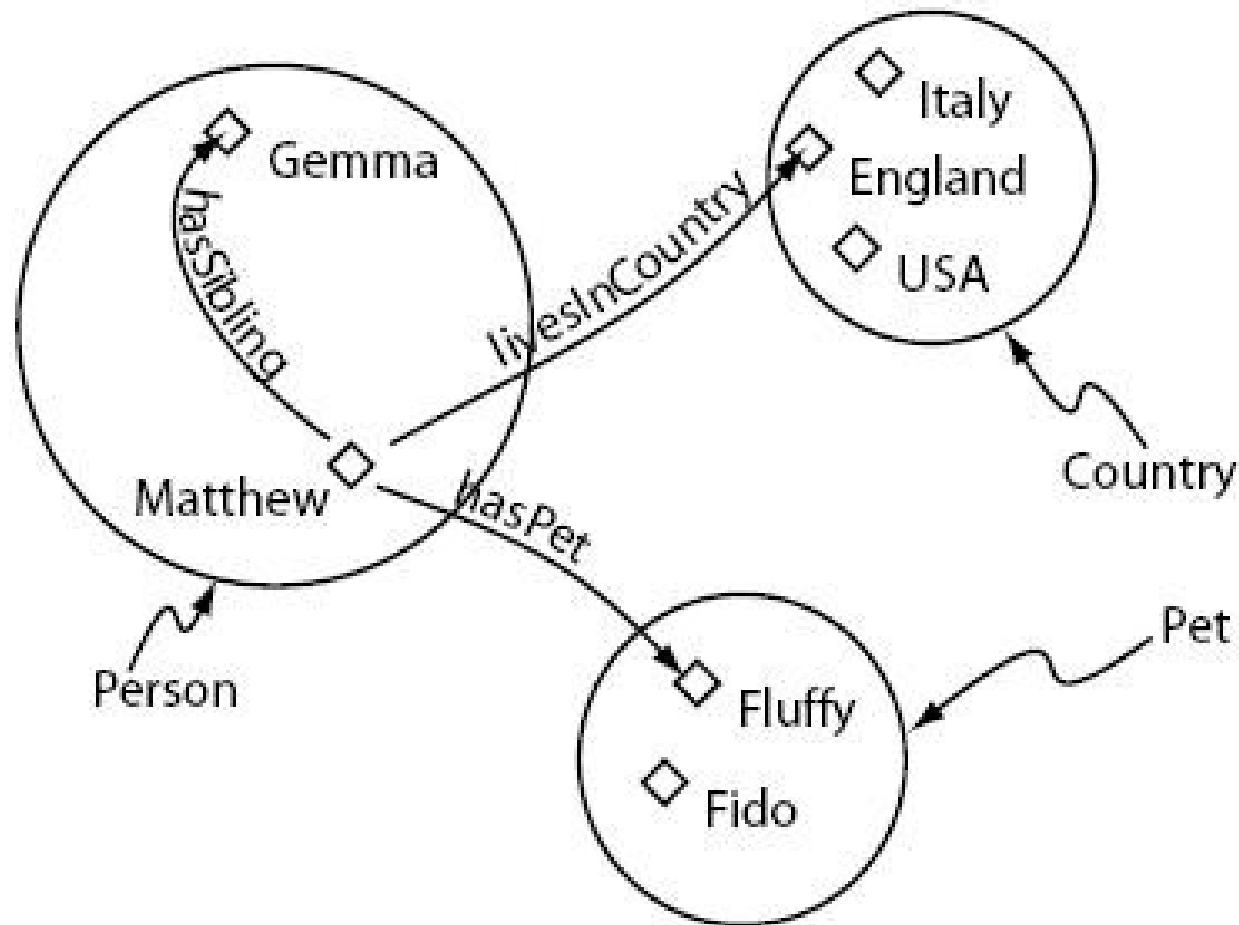 Italy
Gemma
England
hasSibling
livesInCountry
USA
Matthew
hasPet
Country
Person
Pet
Fluffy
Fido